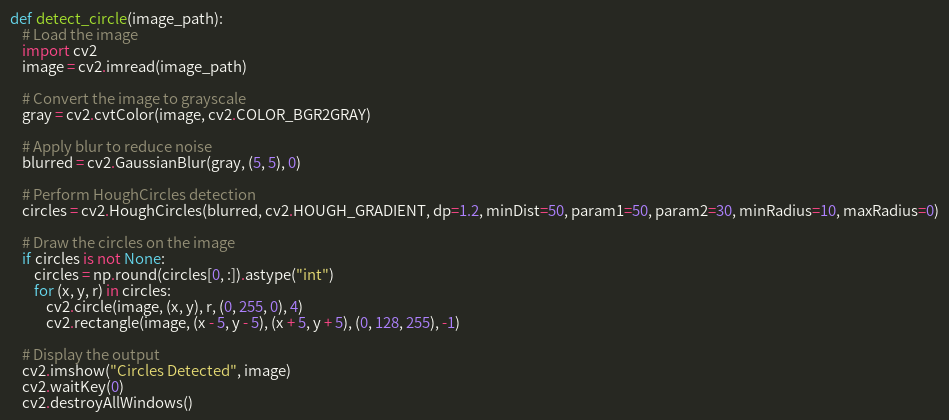 def detect_circle(image_path):
    # Load the image
    import cv2
    image = cv2.imread(image_path)

    # Convert the image to grayscale
    gray = cv2.cvtColor(image, cv2.COLOR_BGR2GRAY)

    # Apply blur to reduce noise
    blurred = cv2.GaussianBlur(gray, (5, 5), 0)

    # Perform HoughCircles detection
    circles = cv2.HoughCircles(blurred, cv2.HOUGH_GRADIENT, dp=1.2, minDist=50, param1=50, param2=30, minRadius=10, maxRadius=0)

    # Draw the circles on the image
    if circles is not None:
        circles = np.round(circles[0, :]).astype("int")
        for (x, y, r) in circles:
            cv2.circle(image, (x, y), r, (0, 255, 0), 4)
            cv2.rectangle(image, (x - 5, y - 5), (x + 5, y + 5), (0, 128, 255), -1)

    # Display the output
    cv2.imshow("Circles Detected", image)
    cv2.waitKey(0)
    cv2.destroyAllWindows()